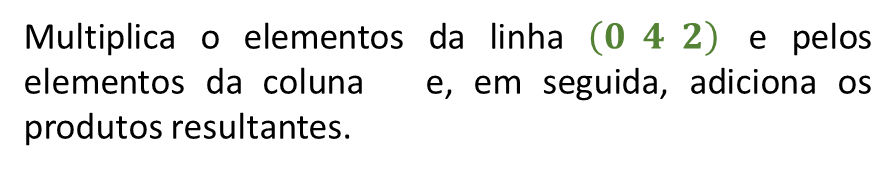 Multiplica o elementos da linha (0 4 2) e pelos
elementos da coluna e, em seguida, adiciona os
produtos resultantes.